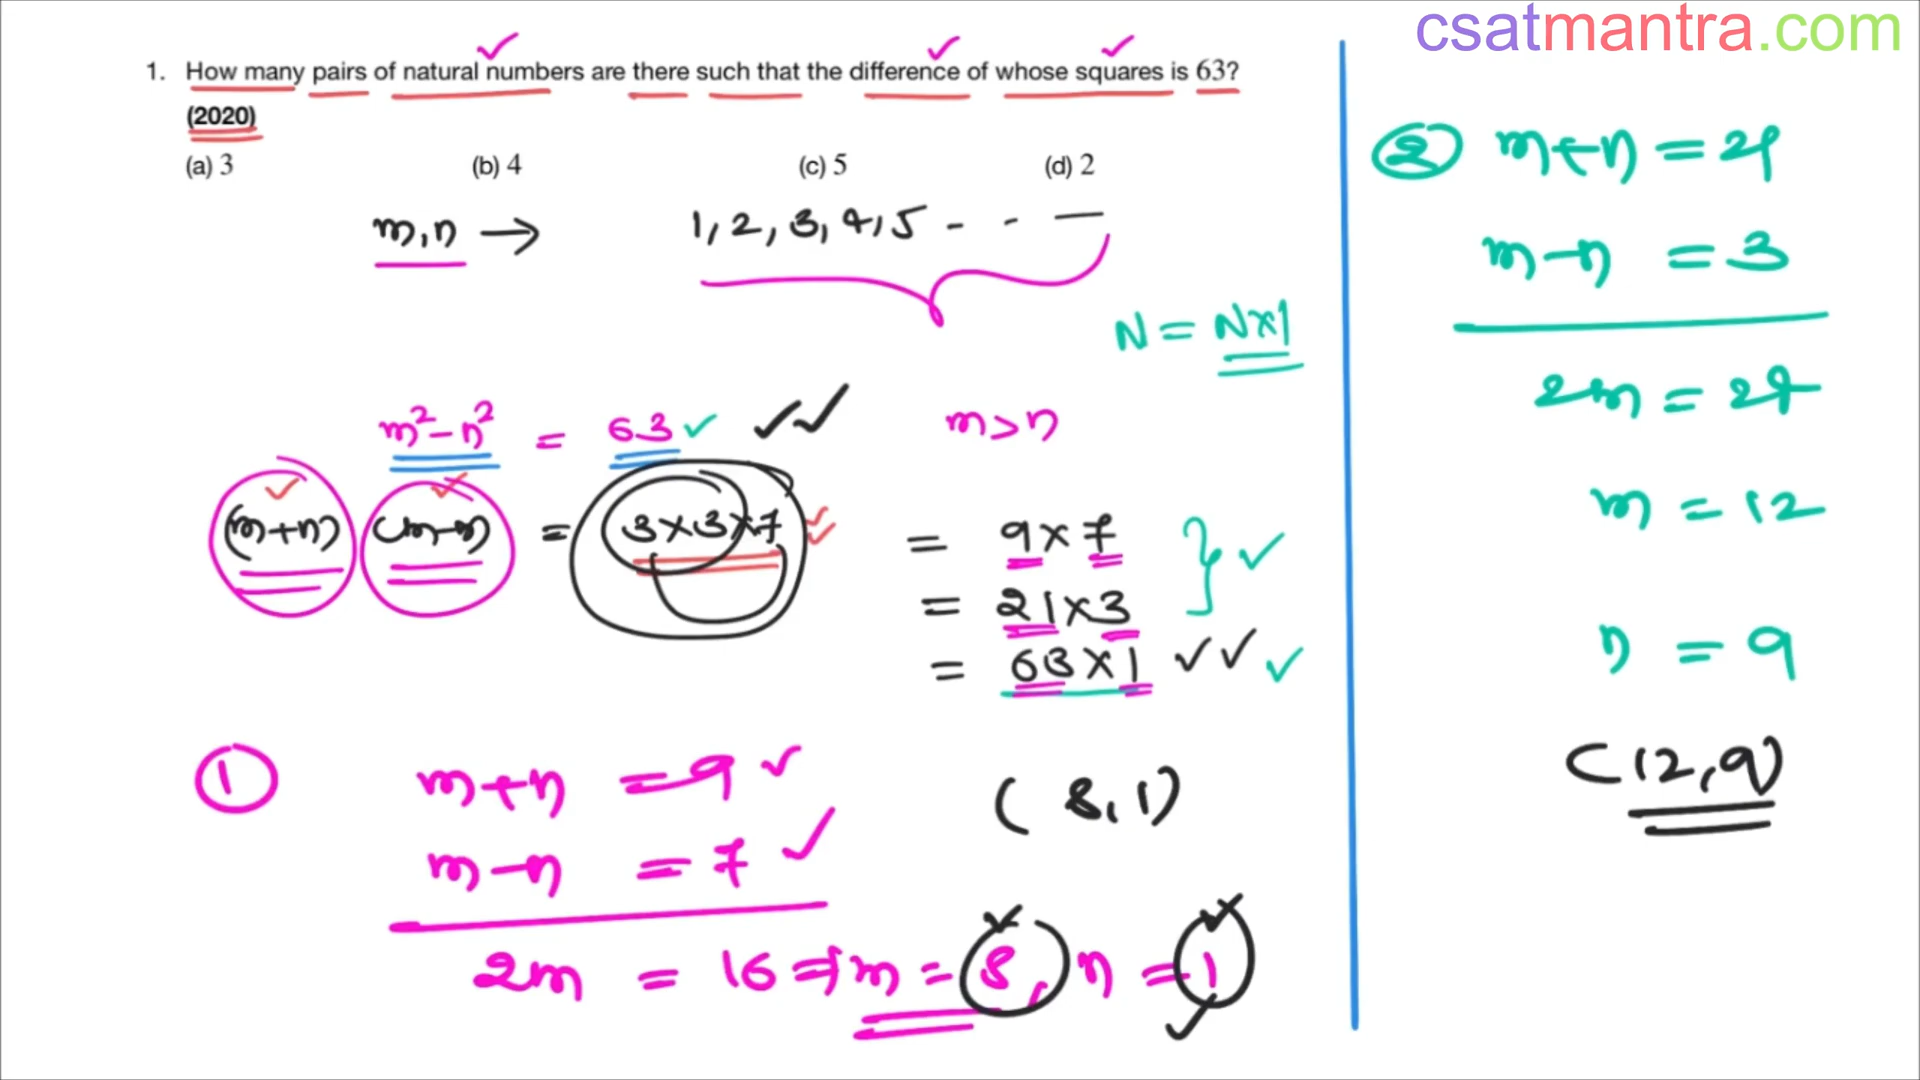 csatmantra.com
1. How many pairs of natural numbers are there such that the difference of whose squares is 63?
(2020)
(a) 3 (b) 4 (c) 5 (d) 2
m, n → 1, 2, 3, 4, 5 - - —
N = N×1
m² - n² = 63 m > n
(m+n) (m-n) = 3×3×7 = 9×7
= 21×3
= 63×1
① m+n = 9 (8, 1)
m-n = 7
2m = 16 ⇒ m = 8, n = 1
② m+n = 21
m-n = 3
2m = 24
m = 12
n = 9
(12, 9)